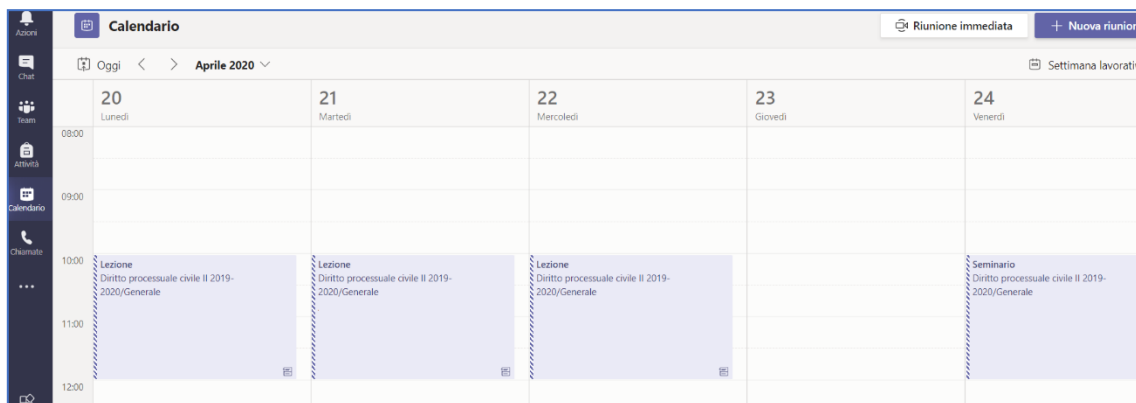 Azioni
Chat
Team
Attività
Calendario
Chiamate
Calendario
Riunione immediata
+ Nuova riunion
Oggi
Aprile 2020
Settimana lavorativ
20
Lunedì
21
Martedì
22
Mercoledì
23
Giovedì
24
Venerdì
08:00
09:00
10:00
11:00
12:00
Lezione
Diritto processuale civile II 2019-
2020/Generale
Lezione
Diritto processuale civile II 2019-
2020/Generale
Lezione
Diritto processuale civile II 2019-
2020/Generale
Seminario
Diritto processuale civile II 2019-
2020/Generale